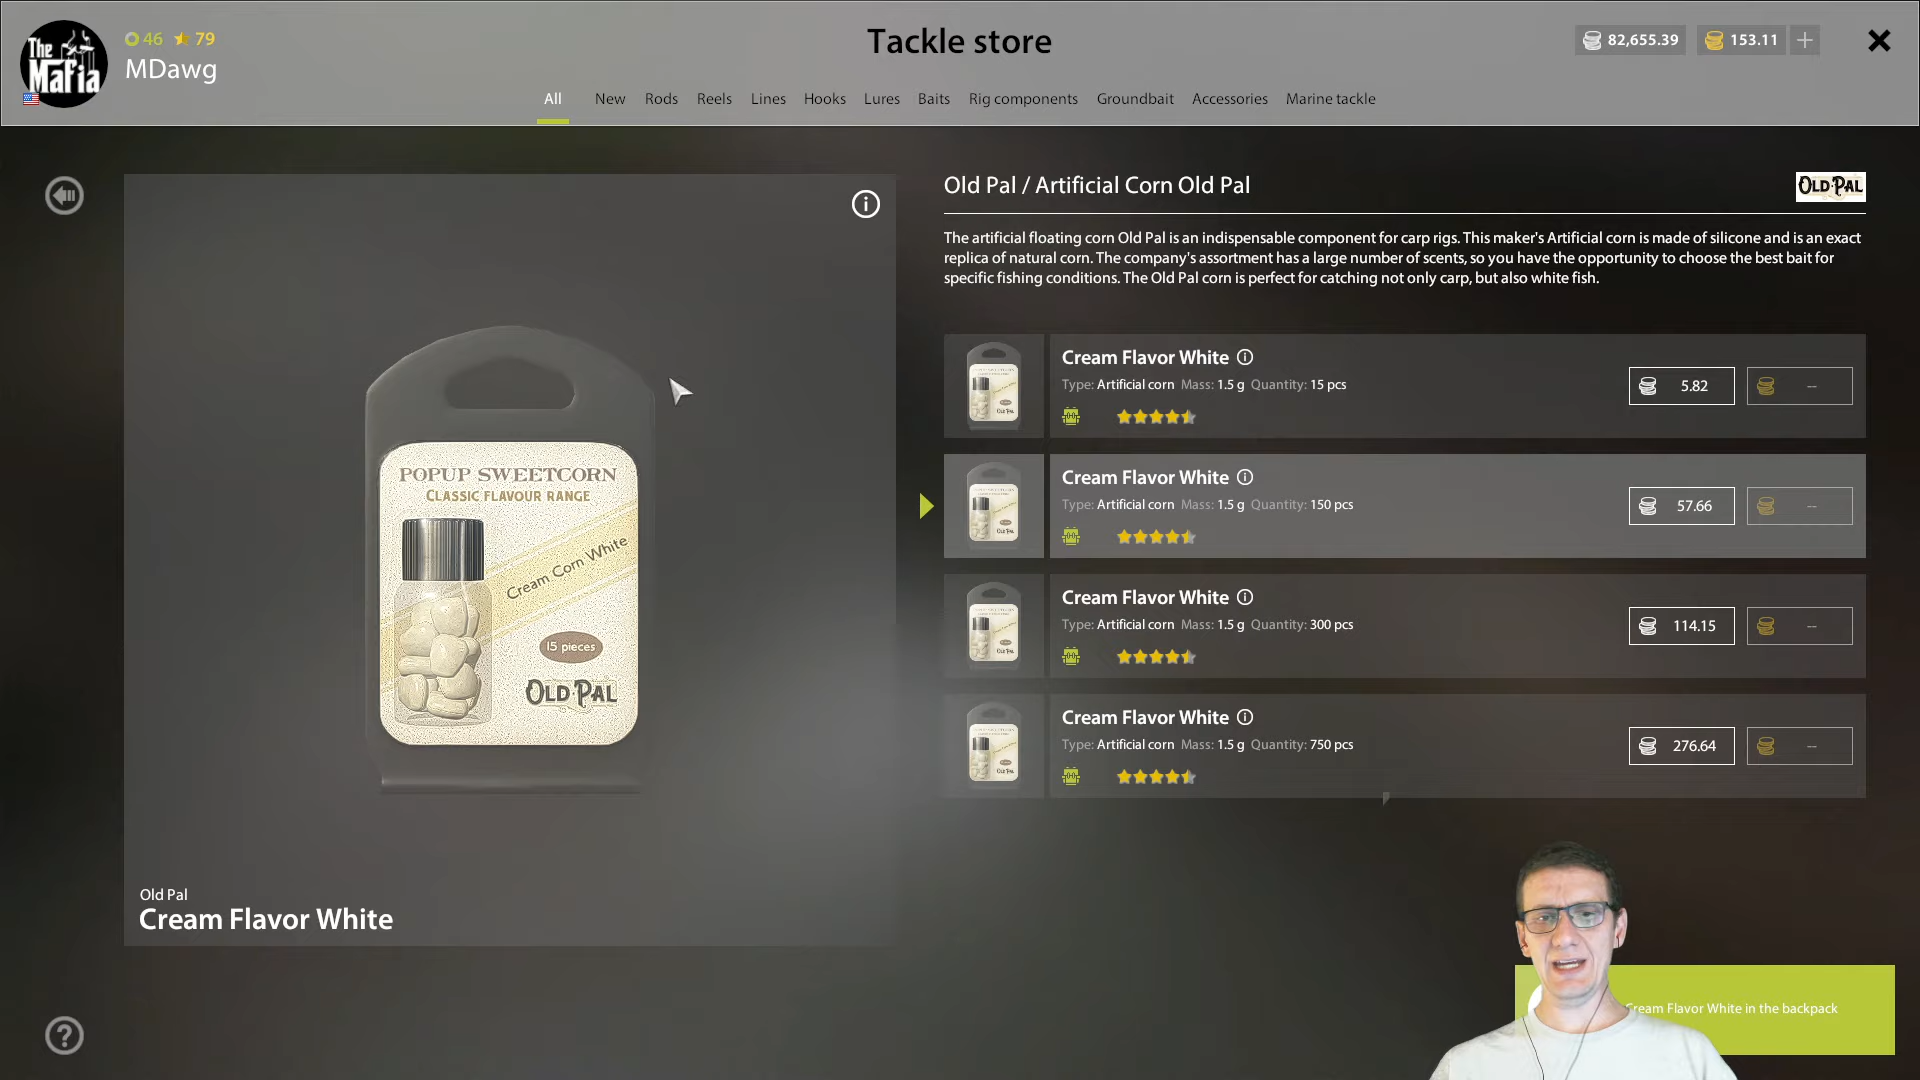 The Mafia
46 79
MDawg
Tackle store
82,655.39 153.11
All New Rods Reels Lines Hooks Lures Baits Rig components Groundbait Accessories Marine tackle
POPUP SWEETCORN
CLASSIC FLAVOUR RANGE
Cream Corn White
15 pieces
OLD PAL
Old Pal
Cream Flavor White
Old Pal / Artificial Corn Old Pal
OLD PAL
The artificial floating corn Old Pal is an indispensable component for carp rigs. This maker's Artificial corn is made of silicone and is an exact
replica of natural corn. The company's assortment has a large number of scents, so you have the opportunity to choose the best bait for
specific fishing conditions. The Old Pal corn is perfect for catching not only carp, but also white fish.
Cream Flavor White
Type: Artificial corn Mass: 1.5 g Quantity: 15 pcs
5.82 --
Cream Flavor White
Type: Artificial corn Mass: 1.5 g Quantity: 150 pcs
57.66 --
Cream Flavor White
Type: Artificial corn Mass: 1.5 g Quantity: 300 pcs
114.15 --
Cream Flavor White
Type: Artificial corn Mass: 1.5 g Quantity: 750 pcs
276.64 --
Cream Flavor White in the backpack